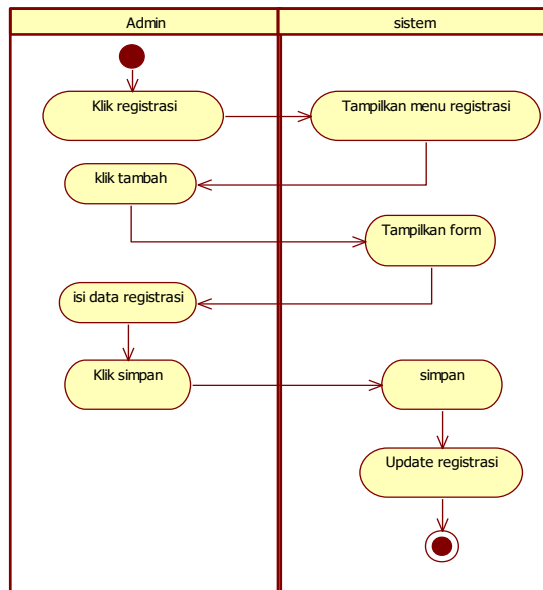 Admin
sistem
Klik registrasi
Tampilkan menu registrasi
klik tambah
Tampilkan form
isi data registrasi
Klik simpan
simpan
Update registrasi